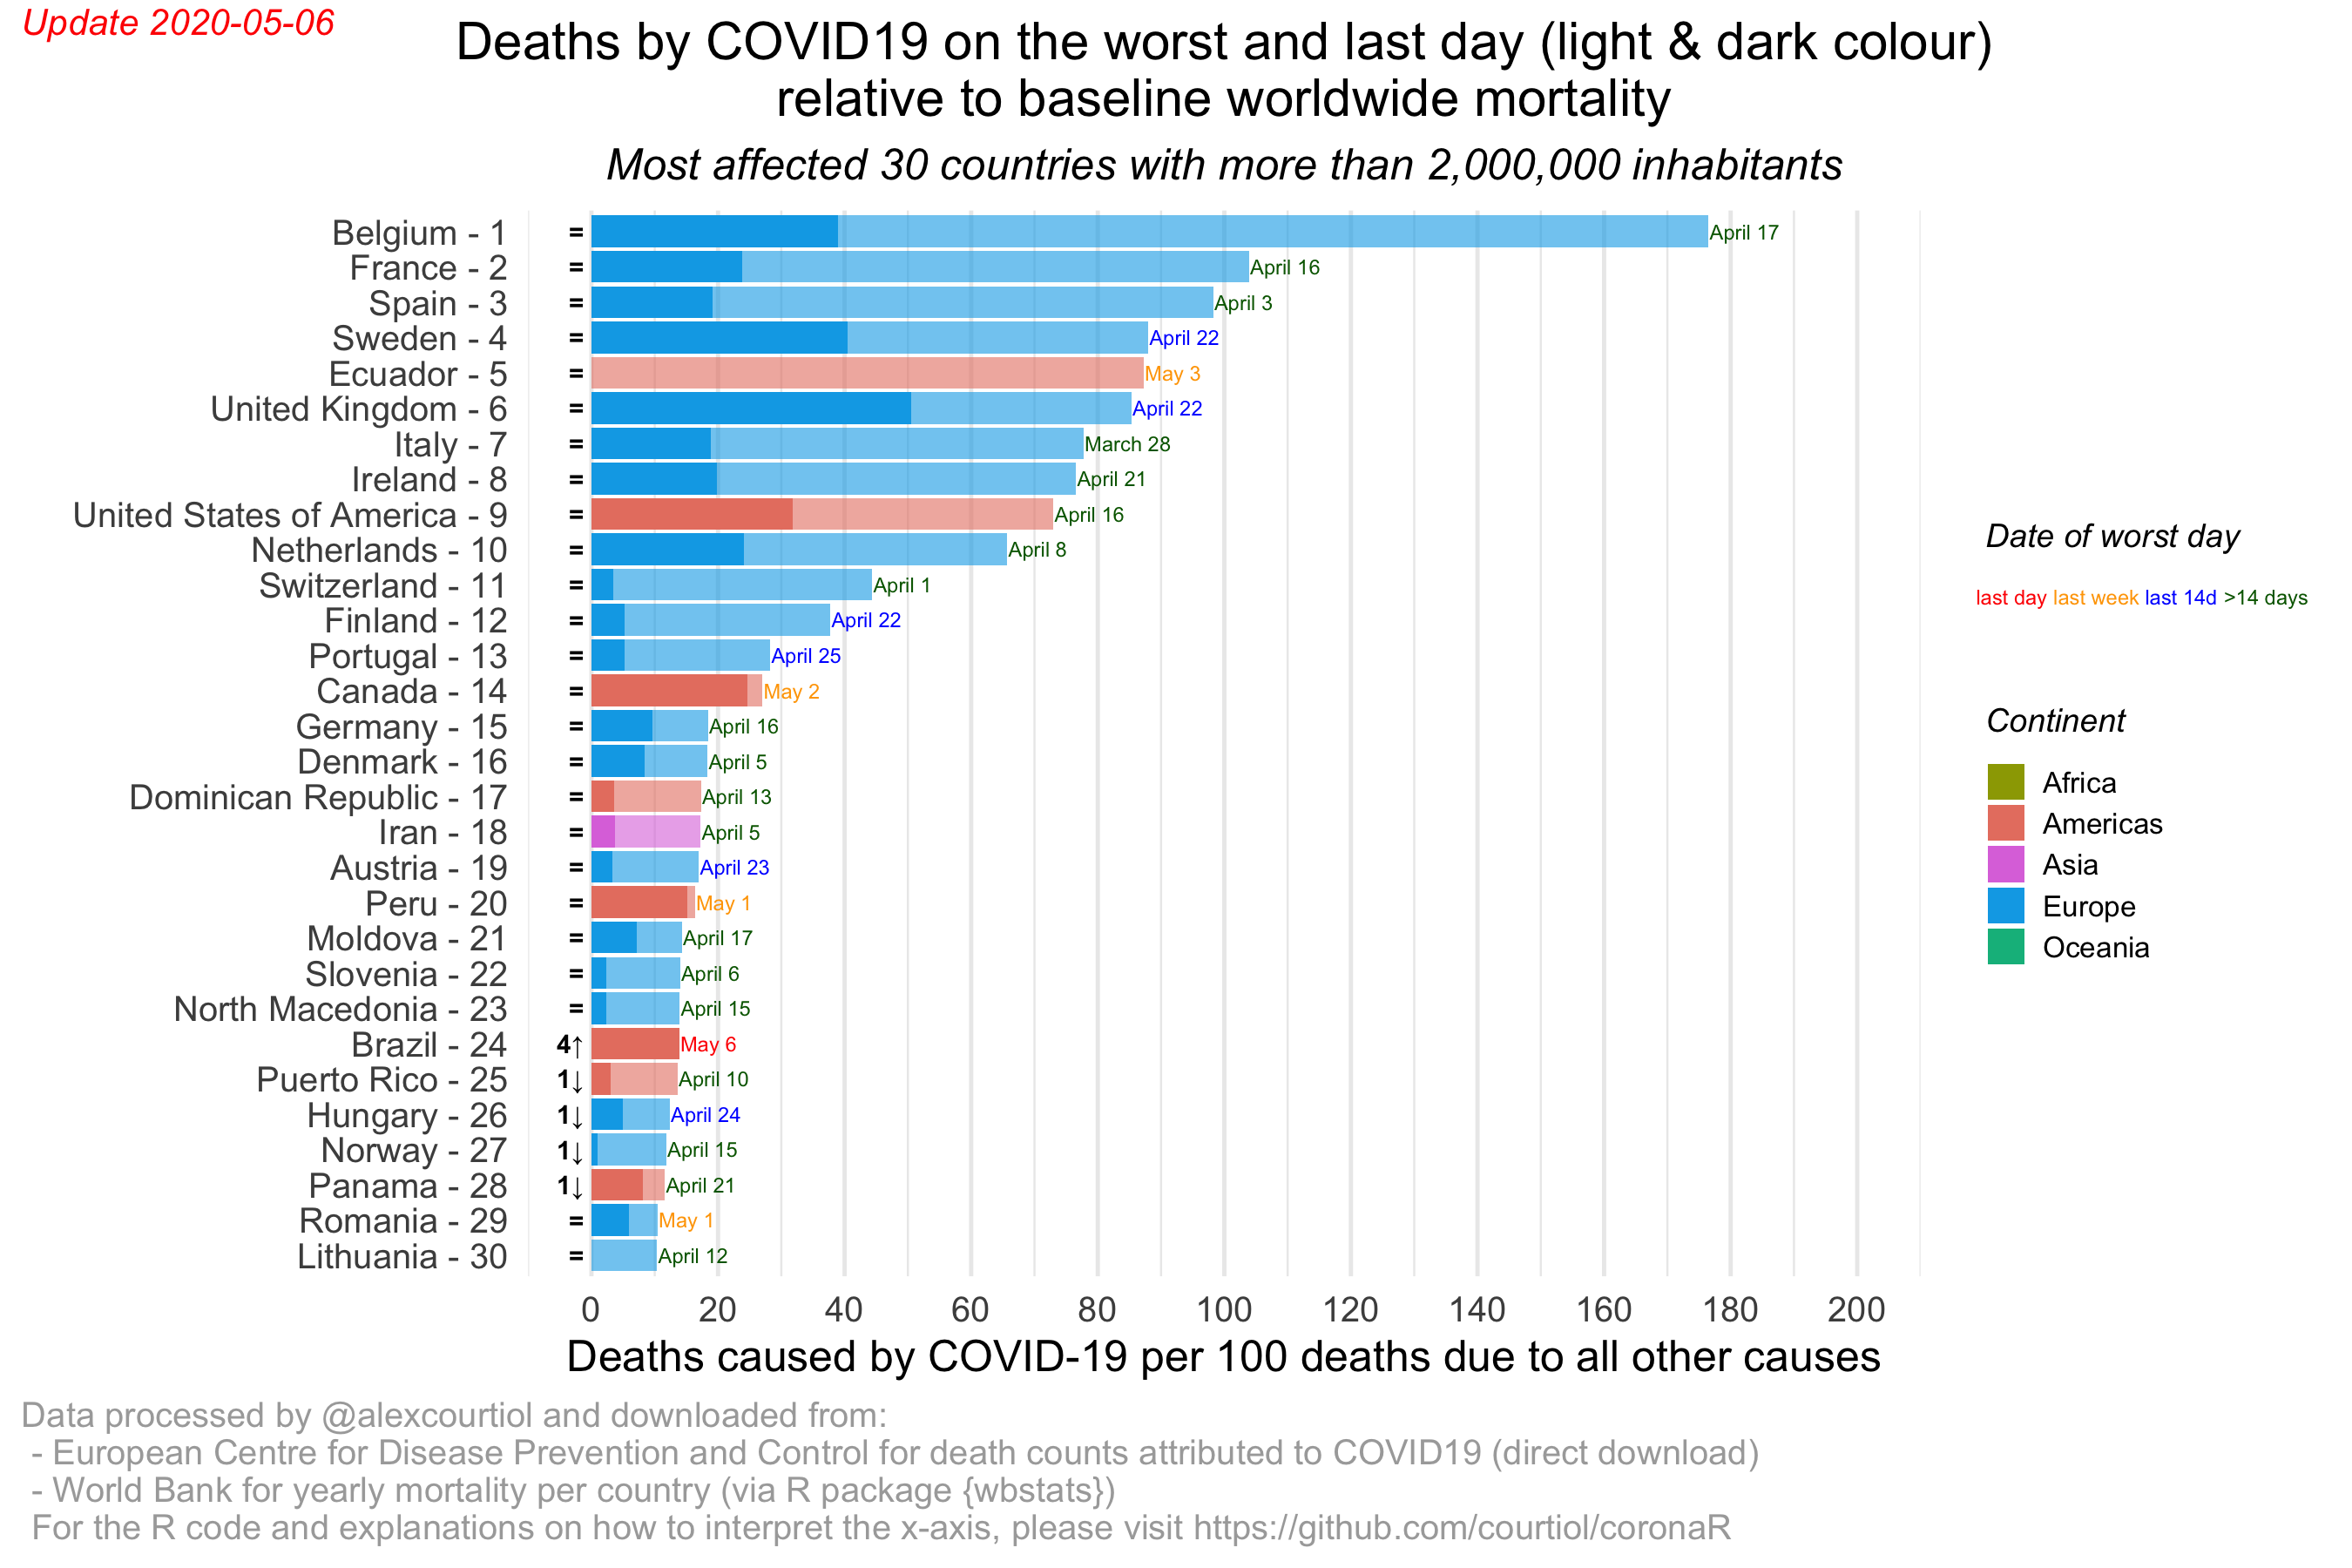 Update 2020-05-06
Deaths by COVID19 on the worst and last day (light & dark colour)
relative to baseline worldwide mortality
Most affected 30 countries with more than 2,000,000 inhabitants
Belgium - 1 = April 17
France - 2 = April 16
Spain - 3 = April 3
Sweden - 4 = April 22
Ecuador - 5 = May 3
United Kingdom - 6 = April 22
Italy - 7 = March 28
Ireland - 8 = April 21
United States of America - 9 = April 16
Netherlands - 10 = April 8
Switzerland - 11 = April 1
Finland - 12 = April 22
Portugal - 13 = April 25
Canada - 14 = May 2
Germany - 15 = April 16
Denmark - 16 = April 5
Dominican Republic - 17 = April 13
Iran - 18 = April 5
Austria - 19 = April 23
Peru - 20 = May 1
Moldova - 21 = April 17
Slovenia - 22 = April 6
North Macedonia - 23 = April 15
Brazil - 24 4↑ May 6
Puerto Rico - 25 1↓ April 10
Hungary - 26 1↓ April 24
Norway - 27 1↓ April 15
Panama - 28 1↓ April 21
Romania - 29 = May 1
Lithuania - 30 = April 12
0 20 40 60 80 100 120 140 160 180 200
Deaths caused by COVID-19 per 100 deaths due to all other causes
Date of worst day
last day last week last 14d >14 days
Continent
Africa
Americas
Asia
Europe
Oceania
Data processed by @alexcourtiol and downloaded from:
- European Centre for Disease Prevention and Control for death counts attributed to COVID19 (direct download)
- World Bank for yearly mortality per country (via R package {wbstats})
For the R code and explanations on how to interpret the x-axis, please visit https://github.com/courtiol/coronaR